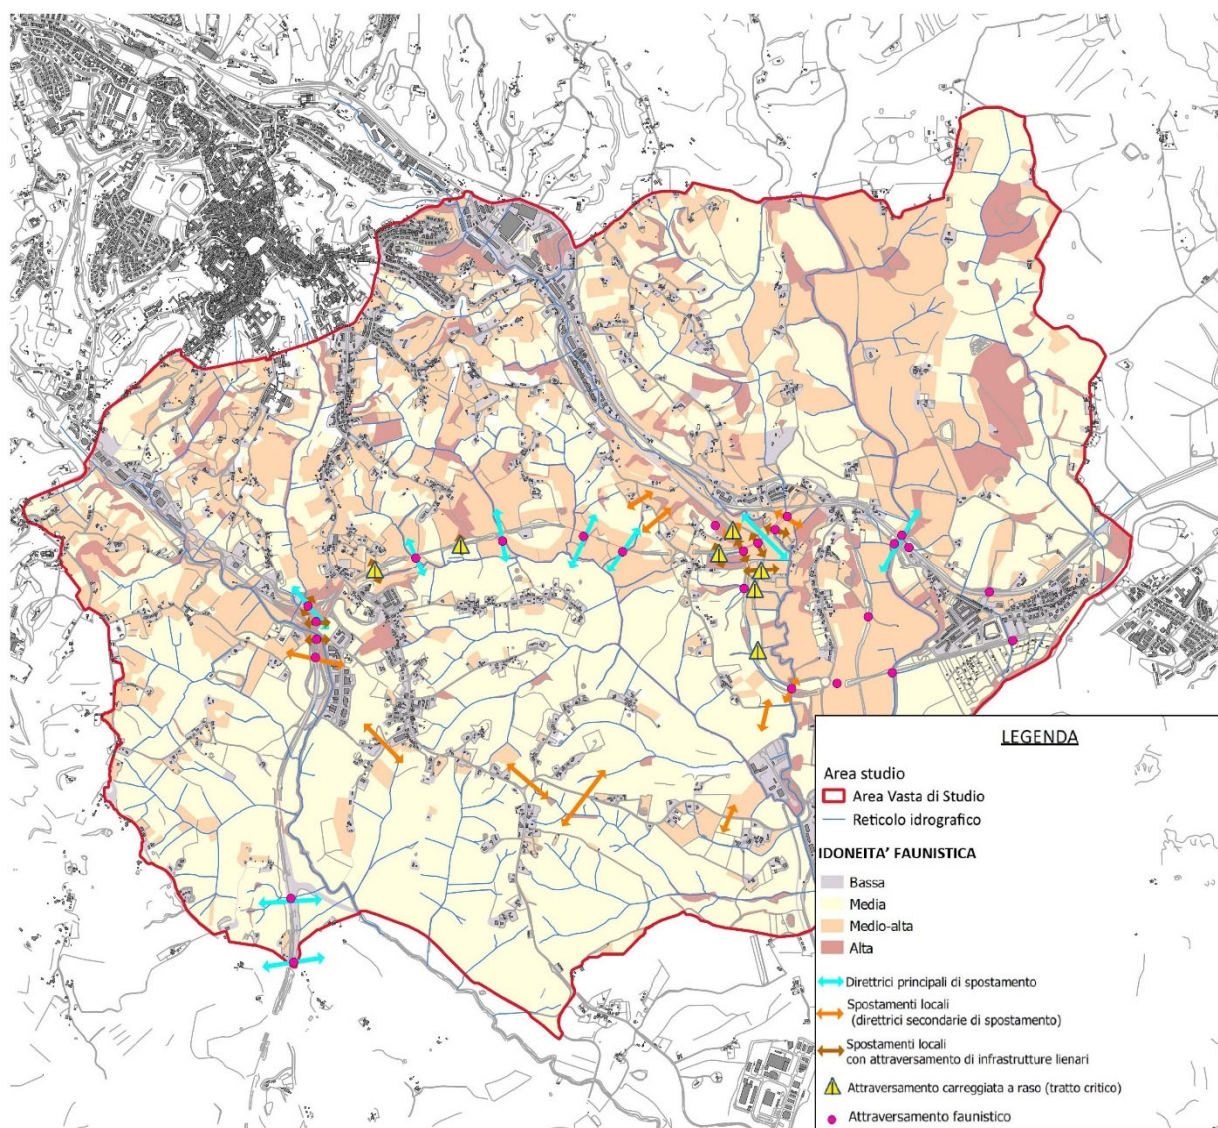 LEGENDA
Area studio
Area Vasta di Studio
Reticolo idrografico
IDONEITA' FAUNISTICA
Bassa
Media
Medio-alta
Alta
Direttrici principali di spostamento
Spostamenti locali
(direttrici secondarie di spostamento)
Spostamenti locali
con attraversamento di infrastrutture lienari
Attraversamento carreggiata a raso (tratto critico)
Attraversamento faunistico